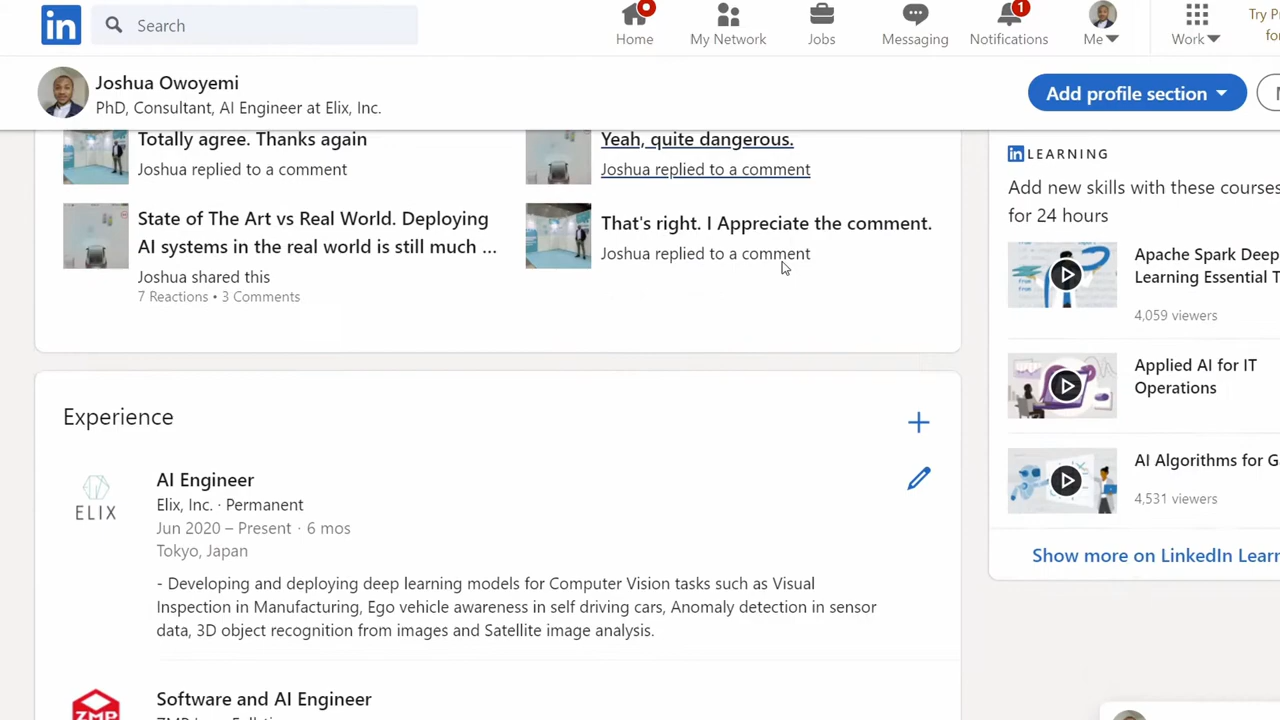 in
Search
Home
My Network
Jobs
Messaging
1
Notifications
Me
Work
Try P
fo
Joshua Owoyemi
PhD, Consultant, AI Engineer at Elix, Inc.
Add profile section
Totally agree. Thanks again
Joshua replied to a comment
Yeah, quite dangerous.
Joshua replied to a comment
State of The Art vs Real World. Deploying
AI systems in the real world is still much ...
Joshua shared this
7 Reactions • 3 Comments
That's right. I Appreciate the comment.
Joshua replied to a comment
in LEARNING
Add new skills with these courses
for 24 hours
Apache Spark Deep
Learning Essential T
4,059 viewers
Applied AI for IT
Operations
AI Algorithms for G
4,531 viewers
Show more on LinkedIn Learn
Experience
ELIX
AI Engineer
Elix, Inc. · Permanent
Jun 2020 – Present · 6 mos
Tokyo, Japan
- Developing and deploying deep learning models for Computer Vision tasks such as Visual
Inspection in Manufacturing, Ego vehicle awareness in self driving cars, Anomaly detection in sensor
data, 3D object recognition from images and Satellite image analysis.
ZMP
Software and AI Engineer